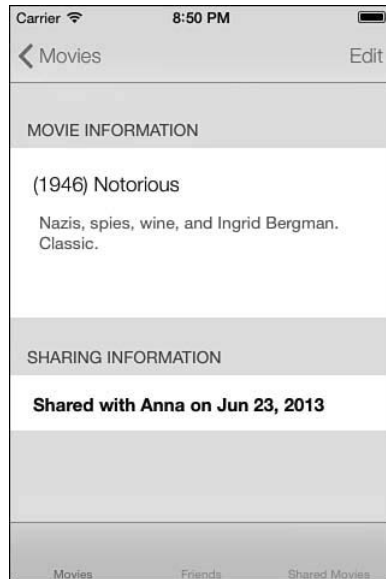 Carrier 8:50 PM
Movies Edit
MOVIE INFORMATION
(1946) Notorious
Nazis, spies, wine, and Ingrid Bergman.
Classic.
SHARING INFORMATION
Shared with Anna on Jun 23, 2013
Movies Friends Shared Movies